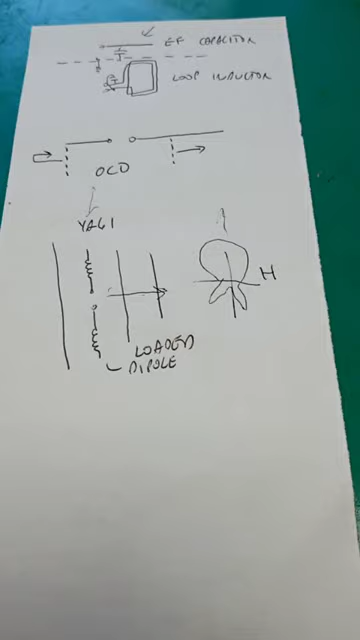 EF CAPACITOR
LOOP INDUCTOR
OCD
YAGI
H
LOADED
DIPOLE